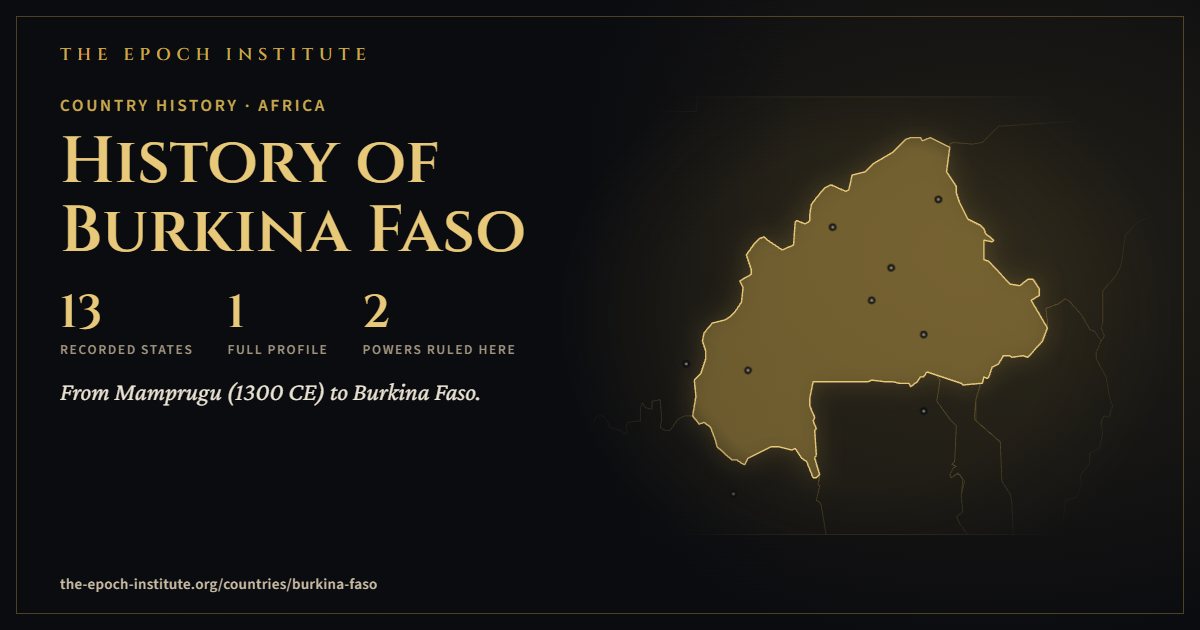 THE EPOCH INSTITUTE
COUNTRY HISTORY · AFRICA
History of
Burkina Faso
13 1 2
RECORDED STATES FULL PROFILE POWERS RULED HERE
From Mamprugu (1300 CE) to Burkina Faso.
the-epoch-institute.org/countries/burkina-faso